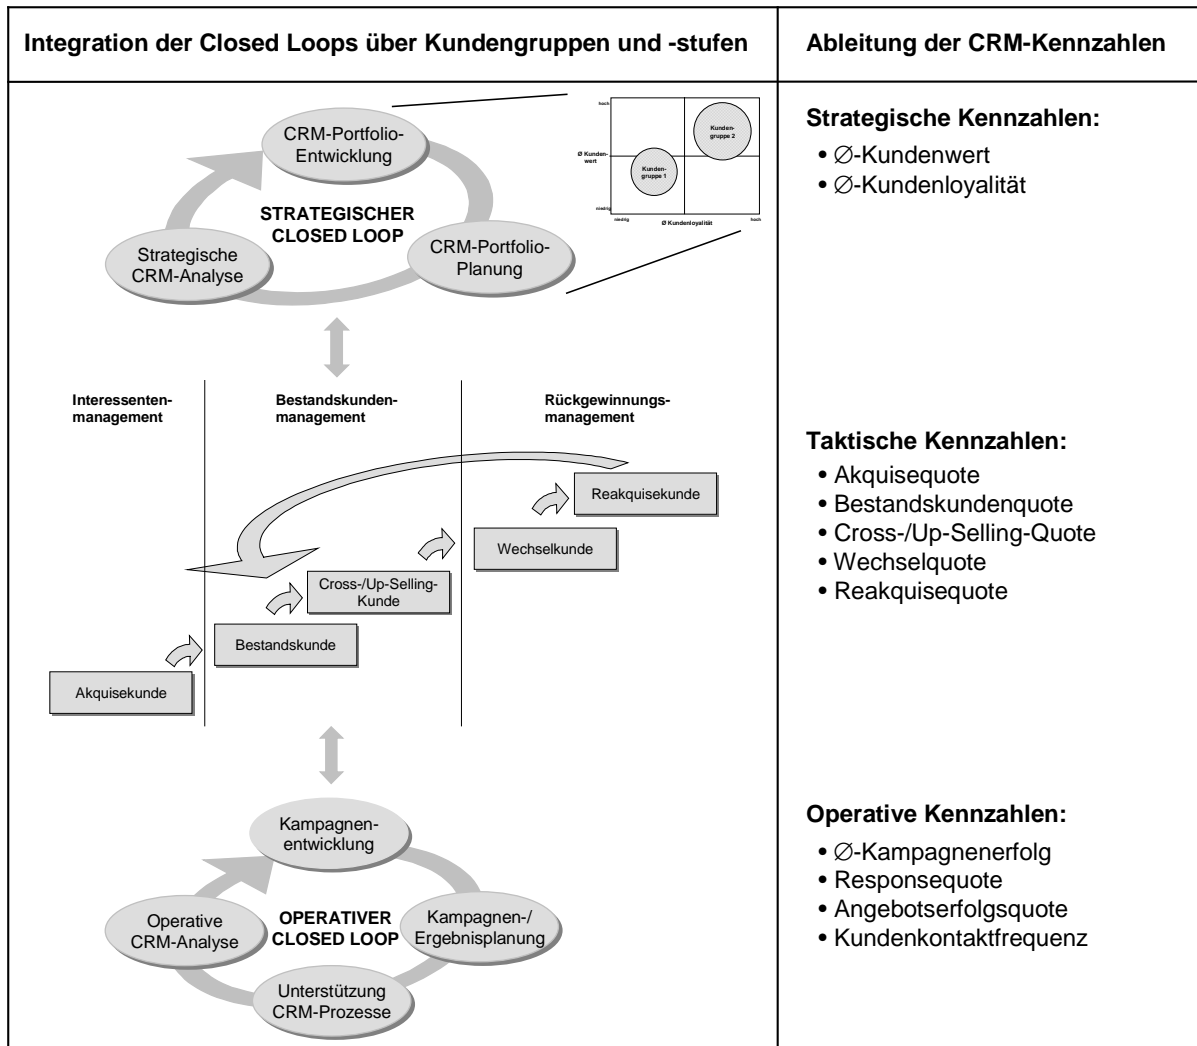 Integration der Closed Loops über Kundengruppen und -stufen
Ableitung der CRM-Kennzahlen
CRM-Portfolio-
Entwicklung
STRATEGISCHER
CLOSED LOOP
Strategische
CRM-Analyse
CRM-Portfolio-
Planung
hoch
Ø Kunden-
wert
niedrig
niedrig
Ø Kundenloyalität
hoch
Kunden-
gruppe 2
Kunden-
gruppe 1
Strategische Kennzahlen:
• Ø-Kundenwert
• Ø-Kundenloyalität
Interessenten-
management
Bestandskunden-
management
Rückgewinnungs-
management
Reakquisekunde
Wechselkunde
Cross-/Up-Selling-
Kunde
Bestandskunde
Akquisekunde
Taktische Kennzahlen:
• Akquisequote
• Bestandskundenquote
• Cross-/Up-Selling-Quote
• Wechselquote
• Reakquisequote
Kampagnen-
entwicklung
Operative
CRM-Analyse
OPERATIVER
CLOSED LOOP
Kampagnen-/
Ergebnisplanung
Unterstützung
CRM-Prozesse
Operative Kennzahlen:
• Ø-Kampagnenerfolg
• Responsequote
• Angebotserfolgsquote
• Kundenkontaktfrequenz